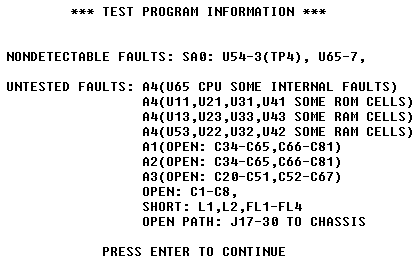 *** TEST PROGRAM INFORMATION ***
NONDETECTABLE FAULTS: SA0: U54-3(TP4), U65-7,
UNTESTED FAULTS: A4(U65 CPU SOME INTERNAL FAULTS)
A4(U11,U21,U31,U41 SOME ROM CELLS)
A4(U13,U23,U33,U43 SOME RAM CELLS)
A4(U53,U22,U32,U42 SOME RAM CELLS)
A1(OPEN: C34-C65,C66-C81)
A2(OPEN: C34-C65,C66-C81)
A3(OPEN: C20-C51,C52-C67)
OPEN: C1-C8,
SHORT: L1,L2,FL1-FL4
OPEN PATH: J17-30 TO CHASSIS
PRESS ENTER TO CONTINUE